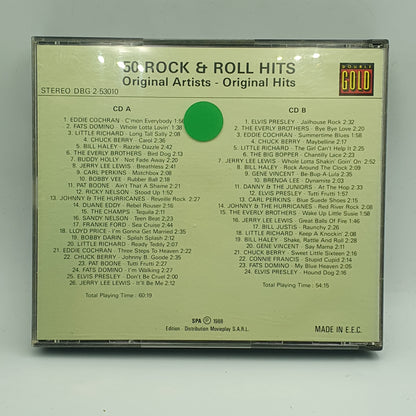 50 ROCK & ROLL HITS
Original Artists - Original Hits
DOUBLE
GOLD
STEREO DBG 2-53010
CD A
1. EDDIE COCHRAN - C'men Everybody 1:56
2. FATS DOMINO - Whole Lotta Lovin' 1:38
3. LITTLE RICHARD - Long Tall Sally 2:08
4. CHUCK BERRY - Carol 2:36
5. BILL HALEY - Razzle Dazzle 2:42
6. THE EVERLY BROTHERS - Bird Dog 2:13
7. BUDDY HOLLY - Not Fade Away 2:20
8. JERRY LEE LEWIS - Breathless 2:41
9. CARL PERKINS - Matchbox 2:08
10. BOBBY VEE - Rubber Ball 2:18
11. PAT BOONE - Ain't That A Shame 2:21
12. RICKY NELSON - Stood Up 1:51
13. JOHNNY & THE HURRICANES - Reveille Rock 2:27
14. DUANE EDDY - Rebel Rouser 2:16
15. THE CHAMPS - Tequila 2:11
16. SANDY NELSON - Teen Beat 2:23
17. FRANKIE FORD - Sea Cruise 2:44
18. LLOYD PRICE - I'm Gonna Get Married 2:35
19. BOBBY DARIN - Splish Splash 2:12
20. LITTLE RICHARD - Ready Teddy 2:07
21. EDDIE COCHRAN - Three Steps To Heaven 2:22
22. CHUCK BERRY - Johnny B. Goode 2:35
23. PAT BOONE - Tutti Frutti 2:27
24. FATS DOMINO - I'm Walking 2:27
25. ELVIS PRESLEY - Don't Be Cruel 2:00
26. JERRY LEE LEWIS - It'll Be Me 2:12
Total Playing Time : 60:19
CD B
1. ELVIS PRESLEY - Jailhouse Rock 2:32
2. THE EVERLY BROTHERS - Bye Bye Love 2:20
3. EDDIE COCHRAN - Summertime Blues 1:58
4. CHUCK BERRY - Maybelline 2:17
5. LITTLE RICHARD - The Girl Can't Help It 2:25
6. THE BIG BOPPER - Chantilly Lace 2:23
7. JERRY LEE LEWIS - Whole Lotta Shakin' Goin' On 2:52
8. BILL HALEY - Rock Around The Clock 2:08
9. GENE VINCENT - Be-Bop A Lula 2:33
10. BRENDA LEE - Dynamite 2:03
11. DANNY & THE JUNIORS - At The Hop 2:33
12. ELVIS PRESLEY - Tutti Frutti 1:57
13. CARL PERKINS - Blue Suede Shoes 2:15
14. JOHNNY & THE HURRICANES - Red River Rock 2:08
15. THE EVERLY BROTHERS - Wake Up Little Susie 1:58
16. JERRY LEE LEWIS - Great Balls Of Fire 1:48
17. BILL JUSTIS - Raunchy 2:26
18. LITTLE RICHARD - Keep A Knockin' 2:08
19. BILL HALEY - Shake, Rattle And Roll 2:28
20. GENE VINCENT - Say Mama 2:11
21. CHUCK BERRY - Sweet Little Sixteen 2:16
22. CONNIE FRANCIS - Stupid Cupid 2:14
23. FATS DOMINO - My Blue Heaven 2:05
24. ELVIS PRESLEY - Hound Dog 2:16
Total Playing Time : 54:15
SPA ℗ 1988
Edition - Distribution Movieplay S.A.R.L.
MADE IN E.E.C.